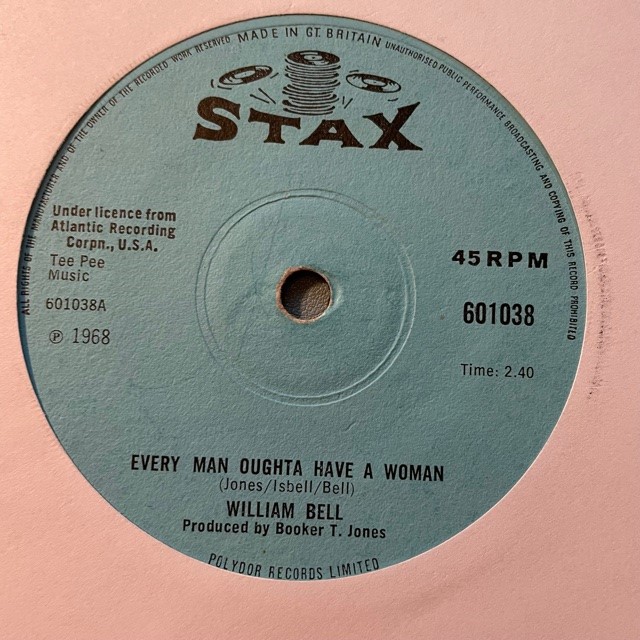 ALL RIGHTS OF THE MANUFACTURER AND OF THE OWNER OF THE RECORDED WORK RESERVED MADE IN GT. BRITAIN UNAUTHORISED PUBLIC PERFORMANCE BROADCASTING AND COPYING OF THIS RECORD PROHIBITED
STAX
Under licence from
Atlantic Recording
Corpn., U.S.A.
Tee Pee
Music
601038A
℗ 1968
45 RPM
601038
Time: 2.40
EVERY MAN OUGHTA HAVE A WOMAN
(Jones/Isbell/Bell)
WILLIAM BELL
Produced by Booker T. Jones
POLYDOR RECORDS LIMITED